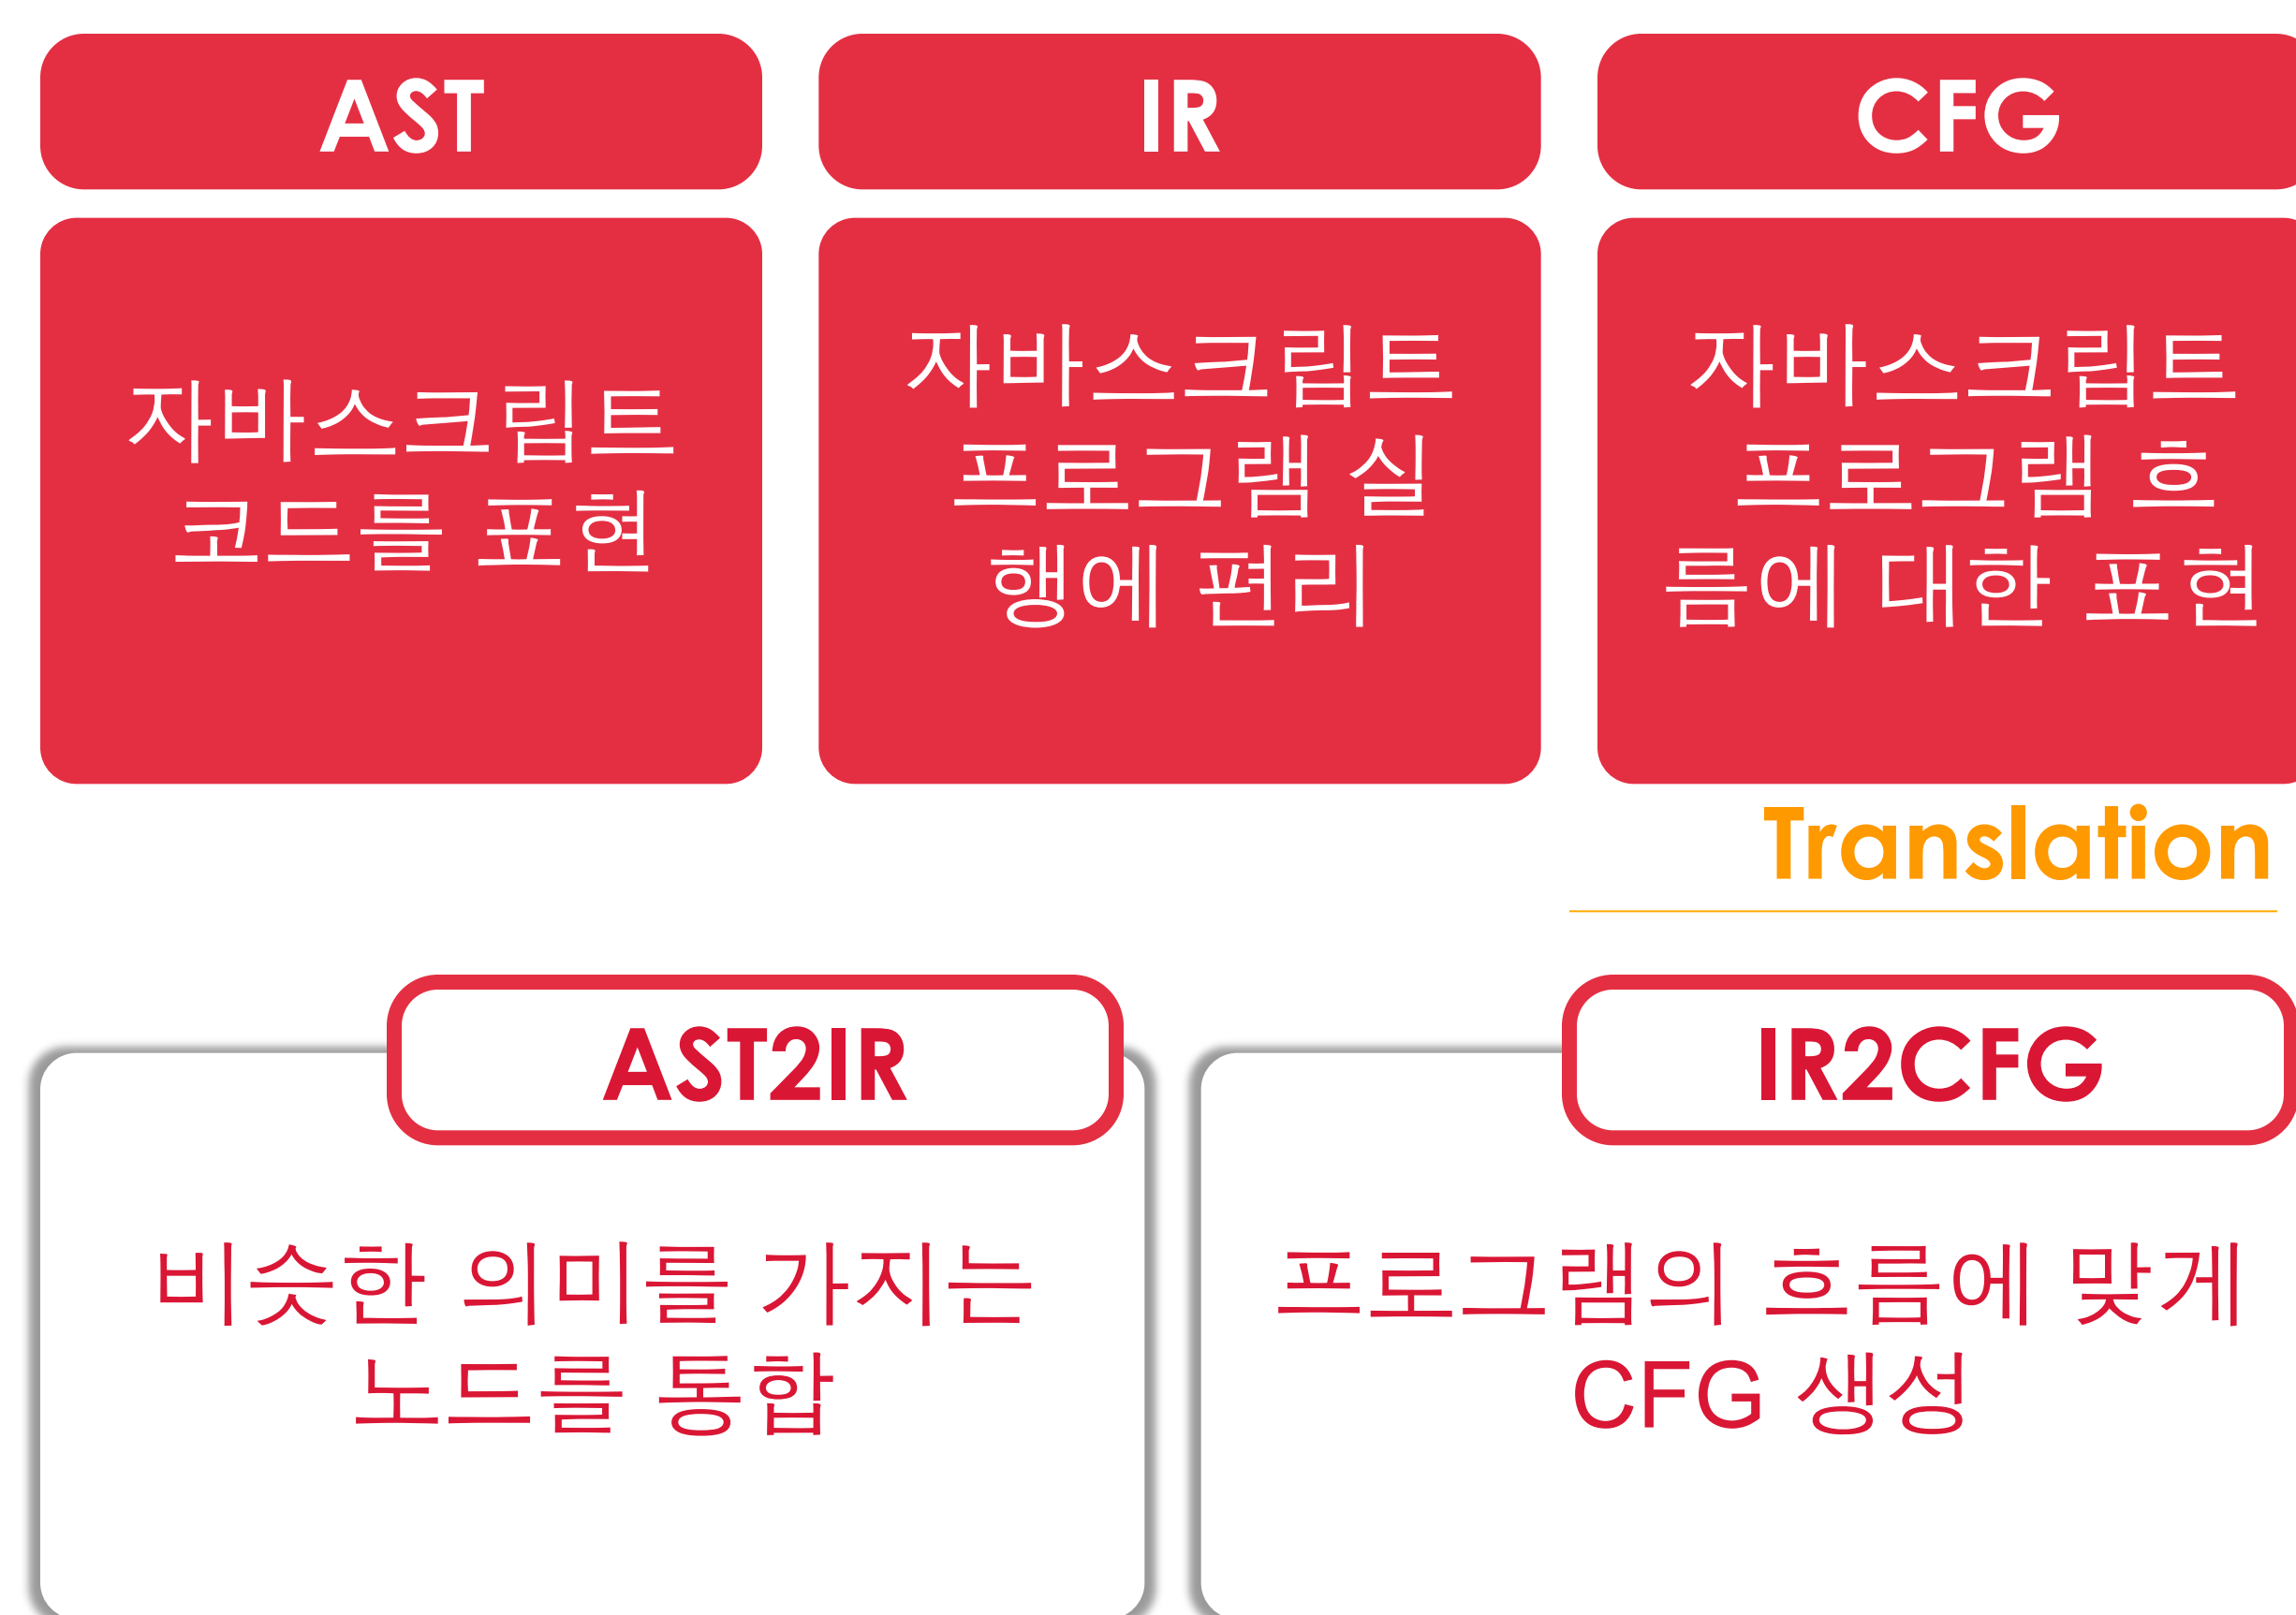 AST
자바스크립트
코드를 표현
IR
자바스크립트
프로그램 실
행에 편리
CFG
자바스크립트
프로그램 흐
름에 대한 표현
Translation
AST2IR
비슷한 의미를 가지는
노드를 통합
IR2CFG
프로그램의 흐름에 맞게
CFG 생성